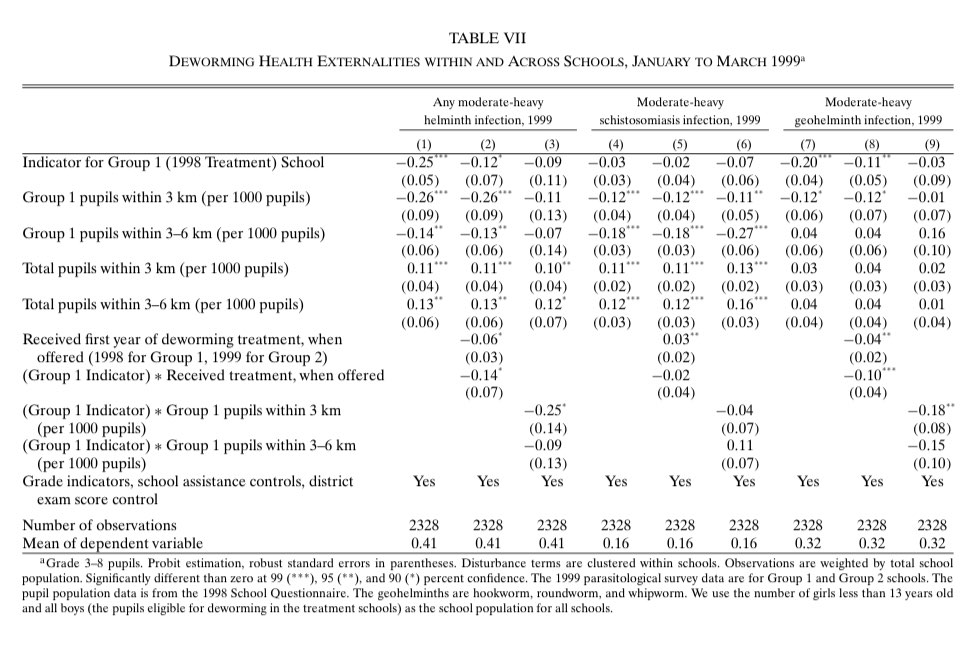 TABLE VII
DEWORMING HEALTH EXTERNALITIES WITHIN AND ACROSS SCHOOLS, JANUARY TO MARCH 1999a
Any moderate-heavy Moderate-heavy Moderate-heavy
helminth infection, 1999 schistosomiasis infection, 1999 geohelminth infection, 1999
(1) (2) (3) (4) (5) (6) (7) (8) (9)
Indicator for Group 1 (1998 Treatment) School −0.25*** −0.12* −0.09 −0.03 −0.02 −0.07 −0.20*** −0.11** −0.03
(0.05) (0.07) (0.11) (0.03) (0.04) (0.06) (0.04) (0.05) (0.09)
Group 1 pupils within 3 km (per 1000 pupils) −0.26*** −0.26*** −0.11 −0.12*** −0.12*** −0.11** −0.12* −0.12* −0.01
(0.09) (0.09) (0.13) (0.04) (0.04) (0.05) (0.06) (0.07) (0.07)
Group 1 pupils within 3–6 km (per 1000 pupils) −0.14** −0.13** −0.07 −0.18*** −0.18*** −0.27*** 0.04 0.04 0.16
(0.06) (0.06) (0.14) (0.03) (0.03) (0.06) (0.06) (0.06) (0.10)
Total pupils within 3 km (per 1000 pupils) 0.11*** 0.11*** 0.10** 0.11*** 0.11*** 0.13*** 0.03 0.04 0.02
(0.04) (0.04) (0.04) (0.02) (0.02) (0.02) (0.03) (0.03) (0.03)
Total pupils within 3–6 km (per 1000 pupils) 0.13** 0.13** 0.12* 0.12*** 0.12*** 0.16*** 0.04 0.04 0.01
(0.06) (0.06) (0.07) (0.03) (0.03) (0.03) (0.04) (0.04) (0.04)
Received first year of deworming treatment, when −0.06* 0.03** −0.04**
offered (1998 for Group 1, 1999 for Group 2) (0.03) (0.02) (0.02)
(Group 1 Indicator) ∗ Received treatment, when offered −0.14* −0.02 −0.10***
(0.07) (0.04) (0.04)
(Group 1 Indicator) ∗ Group 1 pupils within 3 km −0.25* −0.04 −0.18**
(per 1000 pupils) (0.14) (0.07) (0.08)
(Group 1 Indicator) ∗ Group 1 pupils within 3–6 km −0.09 0.11 −0.15
(per 1000 pupils) (0.13) (0.07) (0.10)
Grade indicators, school assistance controls, district Yes Yes Yes Yes Yes Yes Yes Yes Yes
exam score control
Number of observations 2328 2328 2328 2328 2328 2328 2328 2328 2328
Mean of dependent variable 0.41 0.41 0.41 0.16 0.16 0.16 0.32 0.32 0.32
aGrade 3–8 pupils. Probit estimation, robust standard errors in parentheses. Disturbance terms are clustered within schools. Observations are weighted by total school
population. Significantly different than zero at 99 (***), 95 (**), and 90 (*) percent confidence. The 1999 parasitological survey data are for Group 1 and Group 2 schools. The
pupil population data is from the 1998 School Questionnaire. The geohelminths are hookworm, roundworm, and whipworm. We use the number of girls less than 13 years old
and all boys (the pupils eligible for deworming in the treatment schools) as the school population for all schools.